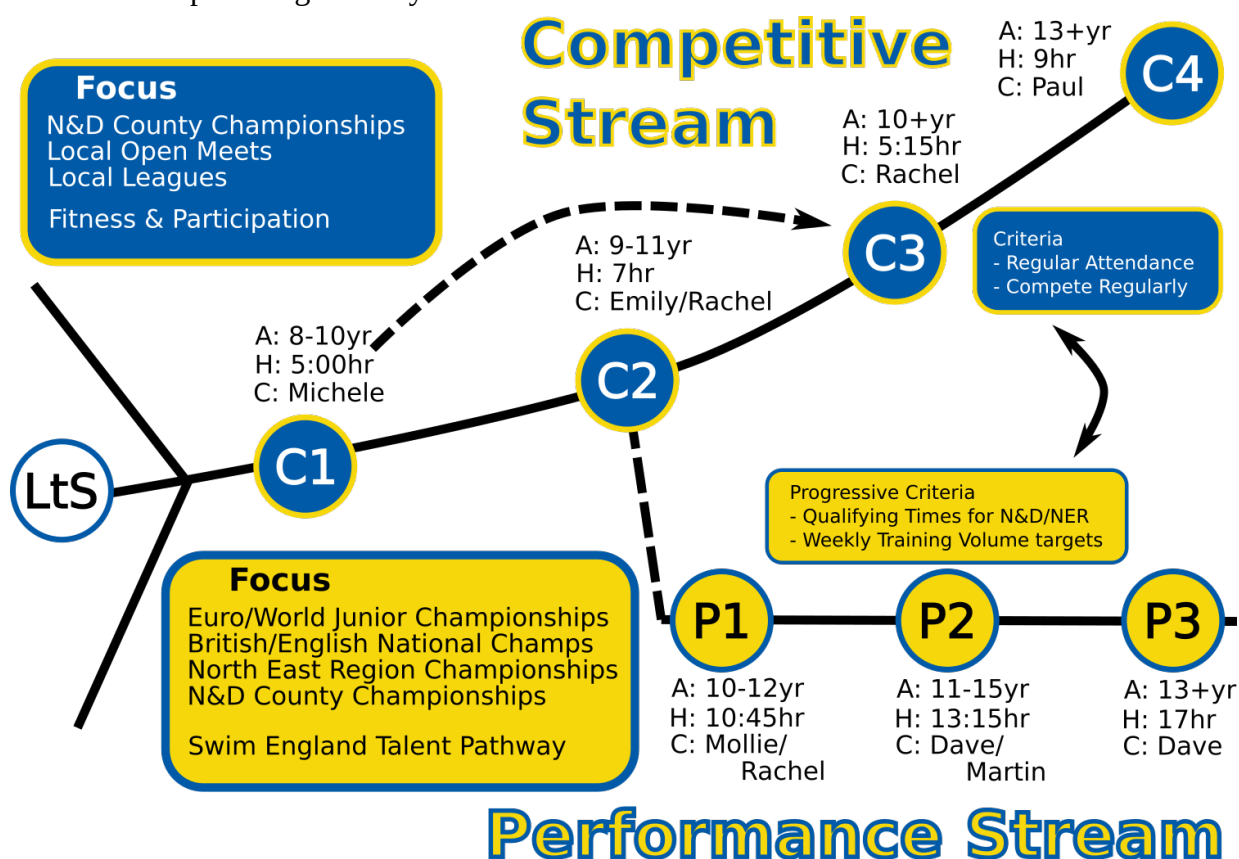 Competitive
Stream
A: 13+yr
H: 9hr
C: Paul
C4
Focus
N&D County Championships
Local Open Meets
Local Leagues
Fitness & Participation
A: 10+yr
H: 5:15hr
C: Rachel
C3
Criteria
- Regular Attendance
- Compete Regularly
A: 9-11yr
H: 7hr
C: Emily/Rachel
C2
A: 8-10yr
H: 5:00hr
C: Michele
C1
LtS
Progressive Criteria
- Qualifying Times for N&D/NER
- Weekly Training Volume targets
Focus
Euro/World Junior Championships
British/English National Champs
North East Region Championships
N&D County Championships
Swim England Talent Pathway
P1
A: 10-12yr
H: 10:45hr
C: Mollie/
Rachel
P2
A: 11-15yr
H: 13:15hr
C: Dave/
Martin
P3
A: 13+yr
H: 17hr
C: Dave
Performance Stream